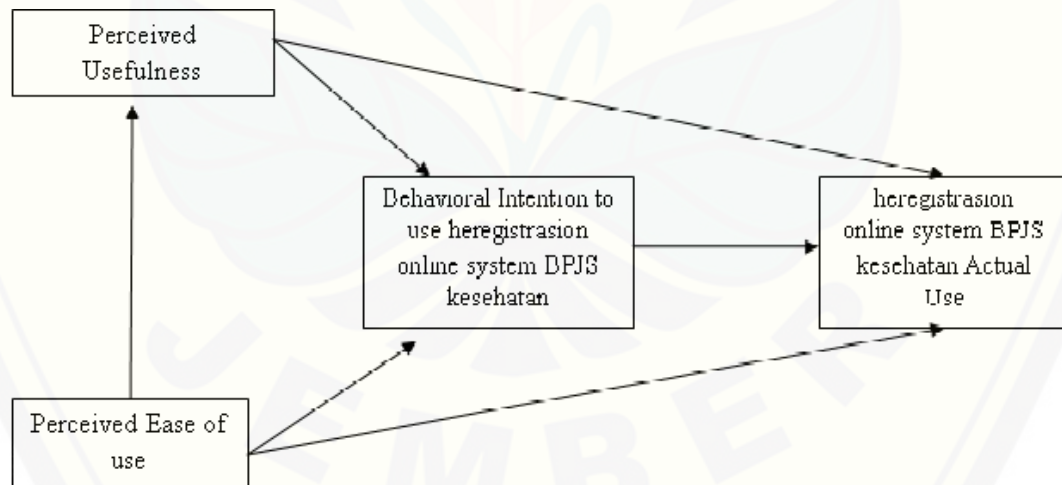 Perceived
Usefulness
Behavioral Intention to
use heregistrasion
online system BPJS
kesehatan
heregistrasion
online system BPJS
kesehatan Actual
Use
Perceived Ease of
use
JEMBER